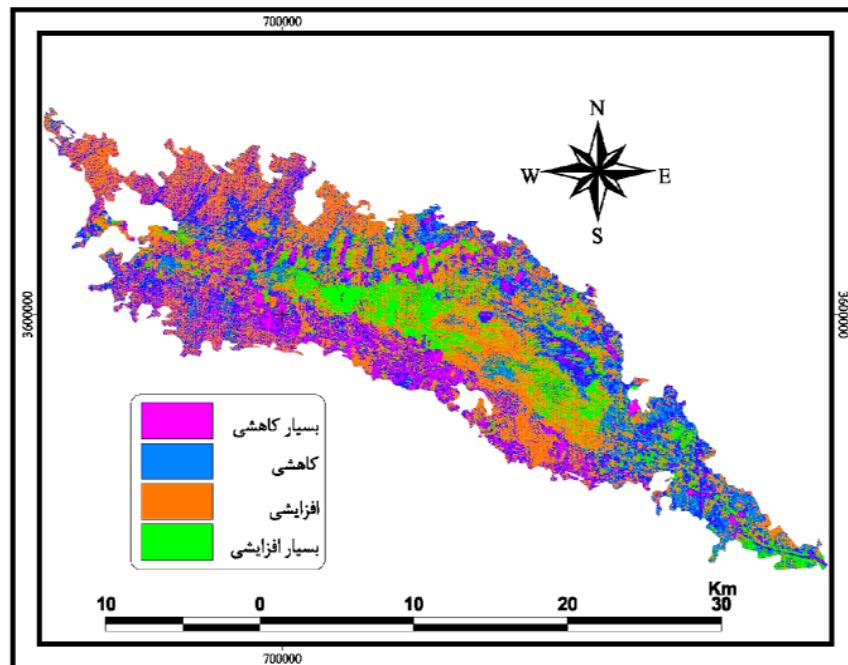 700000
N
W E
S
3600000 3600000
بسیار کاهشی
کاهشی
افزایشی
بسیار افزایشی
Km
10 0 10 20 30
700000